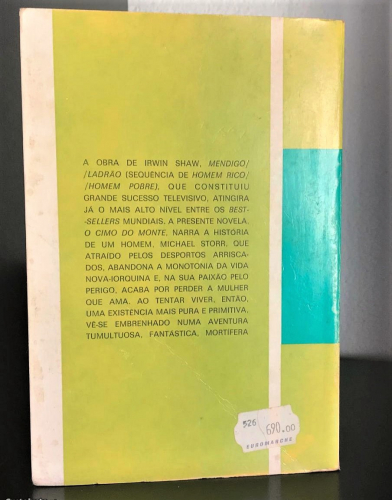 A OBRA DE IRWIN SHAW, MENDIGO/
/LADRÃO (SEQUÊNCIA DE HOMEM RICO/
/HOMEM POBRE), QUE CONSTITUIU
GRANDE SUCESSO TELEVISIVO, ATINGIRA
JÁ O MAIS ALTO NÍVEL ENTRE OS BEST-
-SELLERS MUNDIAIS. A PRESENTE NOVELA,
O CIMO DO MONTE, NARRA A HISTÓRIA
DE UM HOMEM, MICHAEL STORR, QUE
ATRAÍDO PELOS DESPORTOS ARRISCA-
DOS, ABANDONA A MONOTONIA DA VIDA
NOVA-IORQUINA E, NA SUA PAIXÃO PELO
PERIGO, ACABA POR PERDER A MULHER
QUE AMA. AO TENTAR VIVER, ENTÃO,
UMA EXISTÊNCIA MAIS PURA E PRIMITIVA,
VÊ-SE EMBRENHADO NUMA AVENTURA
TUMULTUOSA, FANTÁSTICA, MORTÍFERA
526 690.00
EUROMARCHE